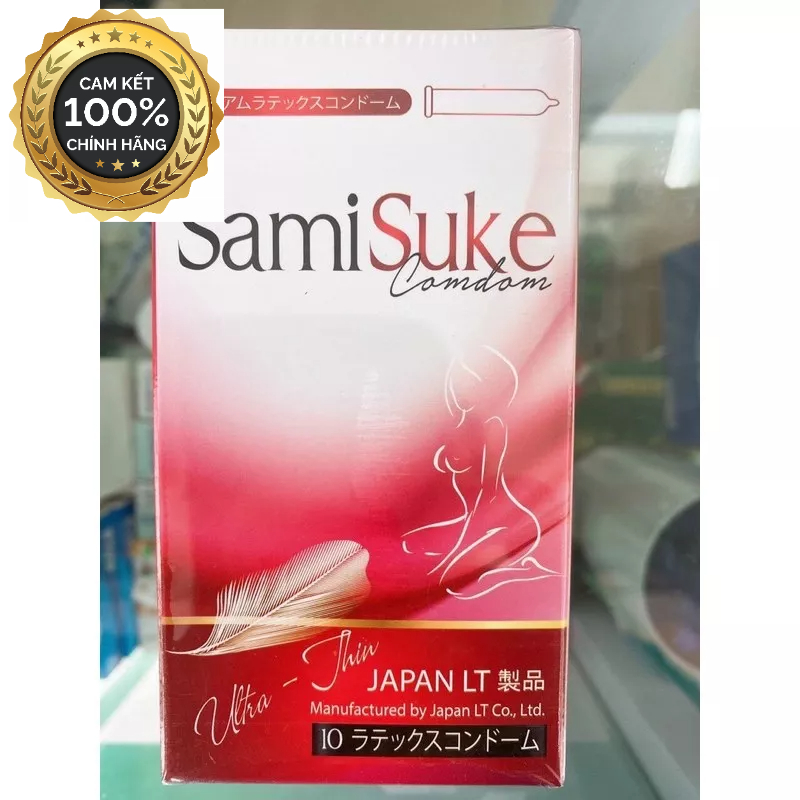 CAM KẾT
100%
CHÍNH HÃNG
アムラテックスコンドーム
SamiSuke
Comdom
Ultra - Thin
JAPAN LT 製品
Manufactured by Japan LT Co., Ltd.
10 ラテックスコンドーム